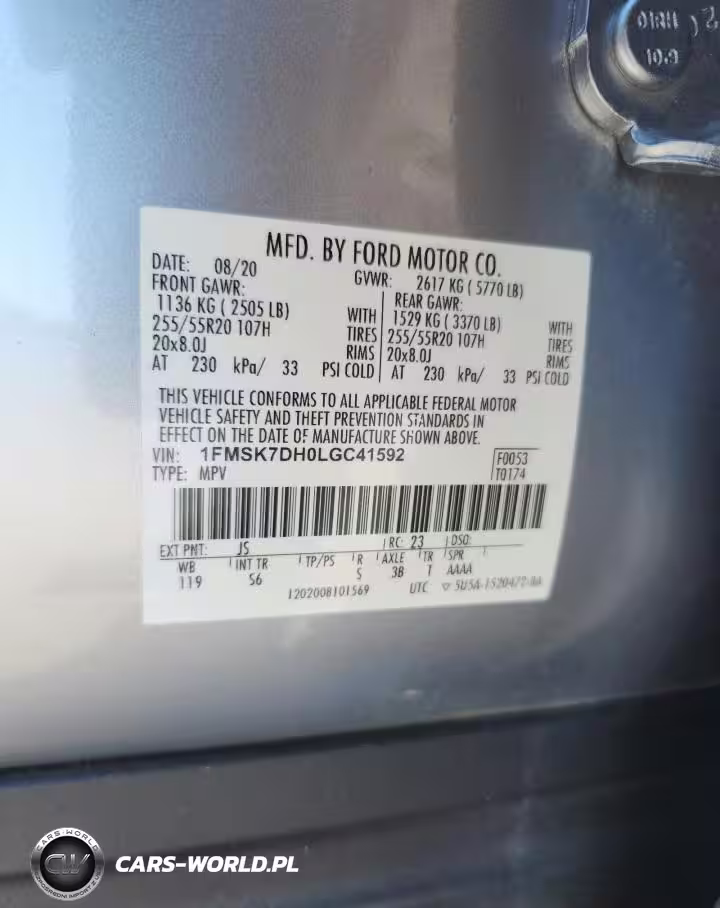 MFD. BY FORD MOTOR CO.
DATE: 08/20 GVWR: 2617 KG ( 5770 LB)
FRONT GAWR: REAR GAWR:
1136 KG ( 2505 LB) WITH 1529 KG ( 3370 LB) WITH
255/55R20 107H TIRES 255/55R20 107H TIRES
20x8.0J RIMS 20x8.0J RIMS
AT 230 kPa/ 33 PSI COLD AT 230 kPa/ 33 PSI COLD
THIS VEHICLE CONFORMS TO ALL APPLICABLE FEDERAL MOTOR
VEHICLE SAFETY AND THEFT PREVENTION STANDARDS IN
EFFECT ON THE DATE OF MANUFACTURE SHOWN ABOVE.
VIN: 1FMSK7DH0LGC41592 F0053
TYPE: MPV T0174
EXT PNT: JS RC: 23 DSO:
WB INT TR TP/PS R AXLE TR SPR
119 S6 S 3B T AAAA
1202008101569 UTC
CARS-WORLD
CW
CARS-WORLD.PL